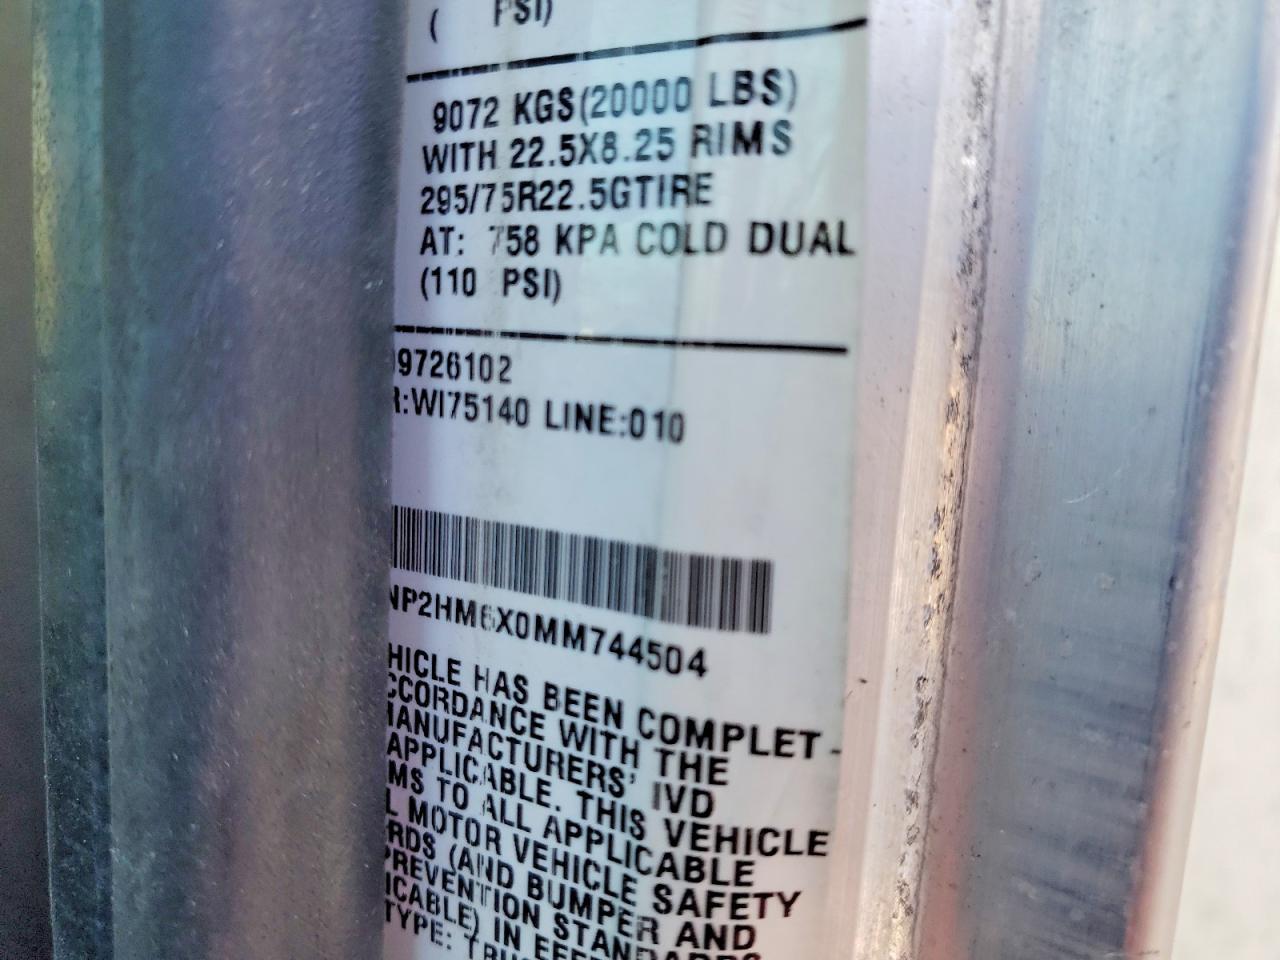 ( PSI)
9072 KGS(20000 LBS)
WITH 22.5X8.25 RIMS
295/75R22.5GTIRE
AT: 758 KPA COLD DUAL
(110 PSI)
9726102
R:WI75140 LINE:010
NP2HM6X0MM744504
HICLE HAS BEEN COMPLET-
CCORDANCE WITH THE
MANUFACTURERS' IVD
APPLICABLE. THIS VEHICLE
MS TO ALL APPLICABLE
L MOTOR VEHICLE SAFETY
RDS (AND BUMPER AND
PREVENTION STANDARDS
ICABLE) IN
TYPE: